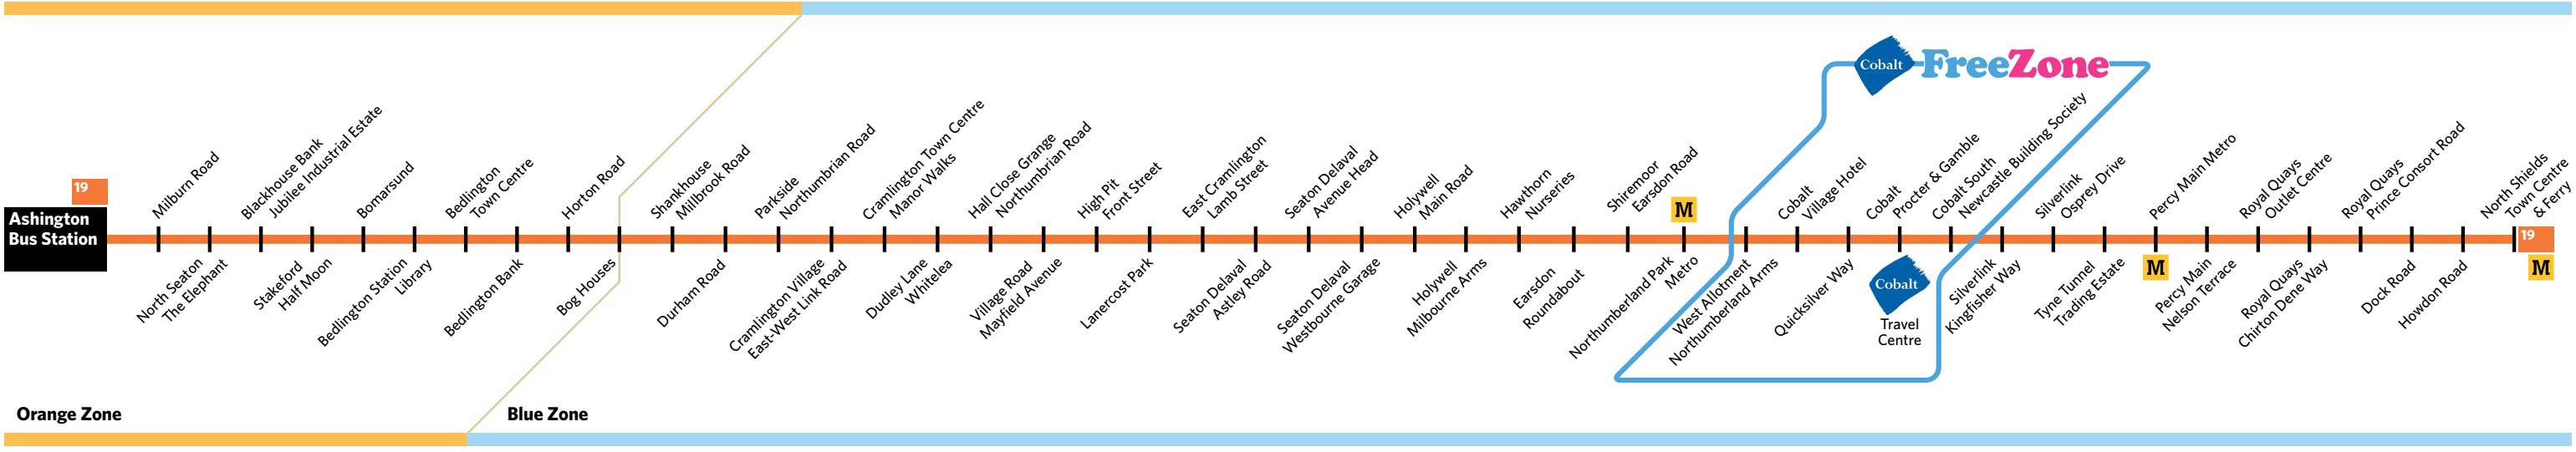 Cobalt
FreeZone
19
Ashington
Bus Station
Milburn Road
North Seaton
The Elephant
Blackhouse Bank
Jubilee Industrial Estate
Stakeford
Half Moon
Bomarsund
Bedlington Station
Library
Bedlington
Town Centre
Bedlington Bank
Horton Road
Bog Houses
Shankhouse
Millbrook Road
Durham Road
Parkside
Northumbrian Road
Cramlington Village
East-West Link Road
Cramlington Town Centre
Manor Walks
Dudley Lane
Whitelea
Hall Close Grange
Northumbrian Road
Village Road
Mayfield Avenue
High Pit
Front Street
Lanercost Park
East Cramlington
Lamb Street
Seaton Delaval
Astley Road
Seaton Delaval
Avenue Head
Seaton Delaval
Westbourne Garage
Holywell
Main Road
Holywell
Milbourne Arms
Hawthorn
Nurseries
Earsdon
Roundabout
Shiremoor
Earsdon Road
M
Northumberland Park
Metro
West Allotment
Northumberland Arms
Cobalt
Village Hotel
Quicksilver Way
Cobalt
Procter & Gamble
Cobalt
Travel
Centre
Cobalt South
Newcastle Building Society
Silverlink
Kingfisher Way
Silverlink
Osprey Drive
Tyne Tunnel
Trading Estate
Percy Main Metro
M
Percy Main
Nelson Terrace
Royal Quays
Outlet Centre
Royal Quays
Chirton Dene Way
Royal Quays
Prince Consort Road
Dock Road
Howdon Road
North Shields
Town Centre
& Ferry
19
M
Orange Zone
Blue Zone